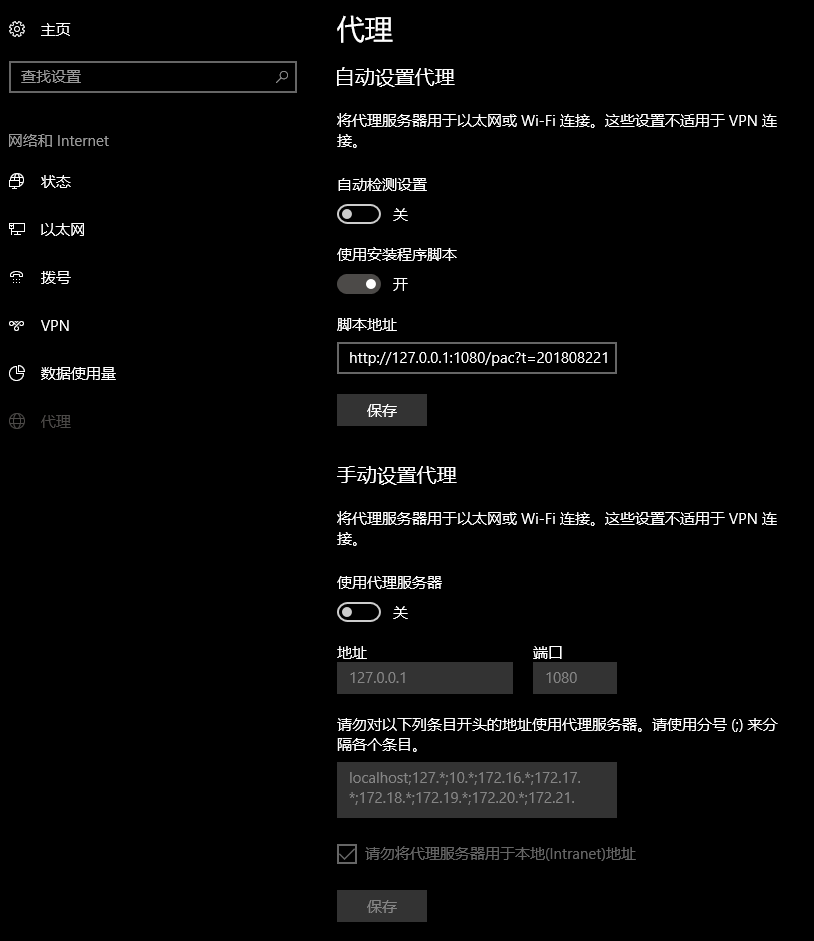 主页
查找设置
网络和 Internet
状态
以太网
拨号
VPN
数据使用量
代理
代理
自动设置代理
将代理服务器用于以太网或 Wi-Fi 连接。这些设置不适用于 VPN 连
接。
自动检测设置
关
使用安装程序脚本
开
脚本地址
http://127.0.0.1:1080/pac?t=201808221
保存
手动设置代理
将代理服务器用于以太网或 Wi-Fi 连接。这些设置不适用于 VPN 连
接。
使用代理服务器
关
地址 端口
127.0.0.1 1080
请勿对以下列条目开头的地址使用代理服务器。请使用分号 (;) 来分
隔各个条目。
localhost;127.*;10.*;172.16.*;172.17.
*;172.18.*;172.19.*;172.20.*;172.21.
请勿将代理服务器用于本地(Intranet)地址
保存